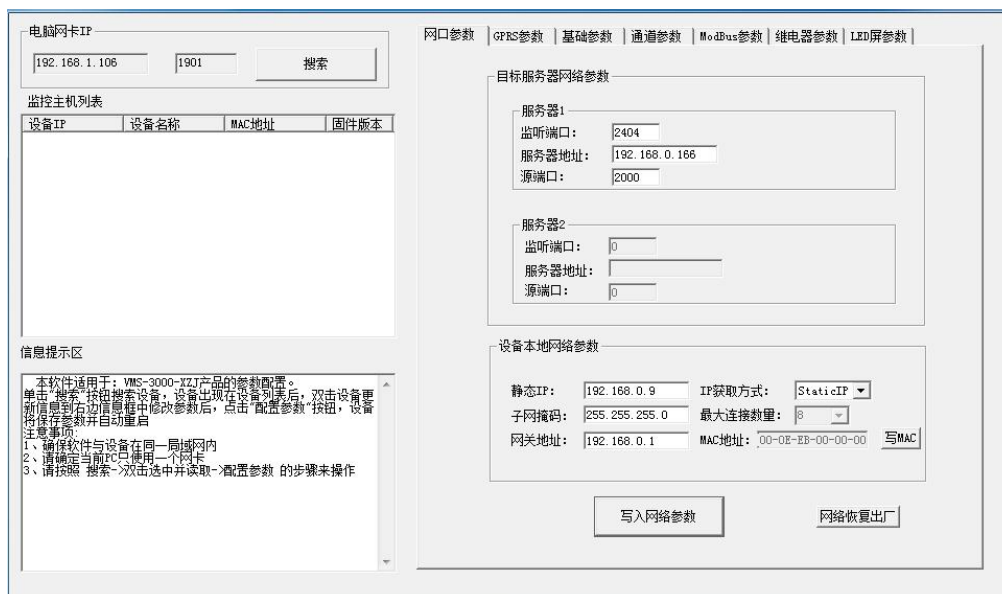 电脑网卡IP
192.168.1.106
1901
搜索
监控主机列表
设备IP
设备名称
MAC地址
固件版本
信息提示区
本软件适用于：VMS-3000-XZJ产品的参数配置。
单击"搜索"按钮搜索设备，设备出现在设备列表后，双击设备更
新信息到右边信息框中修改参数后，点击"配置参数"按钮，设备
将保存参数并自动重启
注意事项:
1、确保软件与设备在同一局域网内
2、请确定当前PC只使用一个网卡
3、请按照 搜索->双击选中并读取->配置参数 的步骤来操作
网口参数
GPRS参数
基础参数
通道参数
ModBus参数
继电器参数
LED屏参数
目标服务器网络参数
服务器1
监听端口: 2404
服务器地址: 192.168.0.166
源端口: 2000
服务器2
监听端口: 0
服务器地址:
源端口: 0
设备本地网络参数
静态IP: 192.168.0.9 IP获取方式: StaticIP
子网掩码: 255.255.255.0 最大连接数量: 8
网关地址: 192.168.0.1 MAC地址: 00-0E-EB-00-00-00 写MAC
写入网络参数
网络恢复出厂